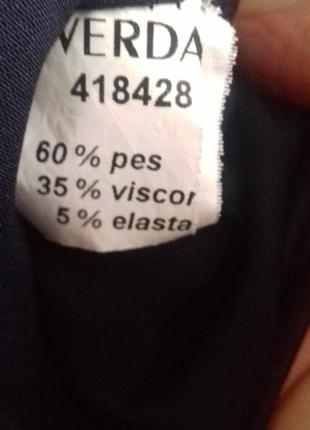 VERDA
418428
60 % pes
35 % viscor
5 % elasta